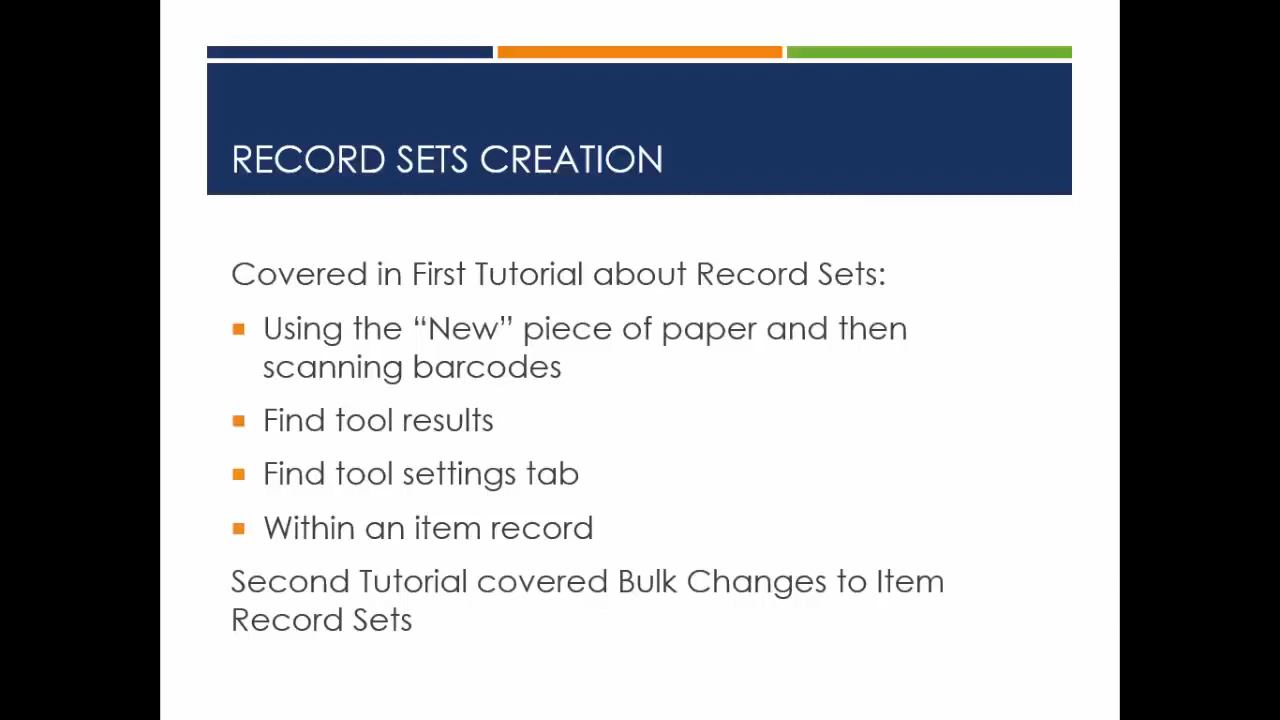 RECORD SETS CREATION
Covered in First Tutorial about Record Sets:
Using the “New” piece of paper and then
scanning barcodes
Find tool results
Find tool settings tab
Within an item record
Second Tutorial covered Bulk Changes to Item
Record Sets